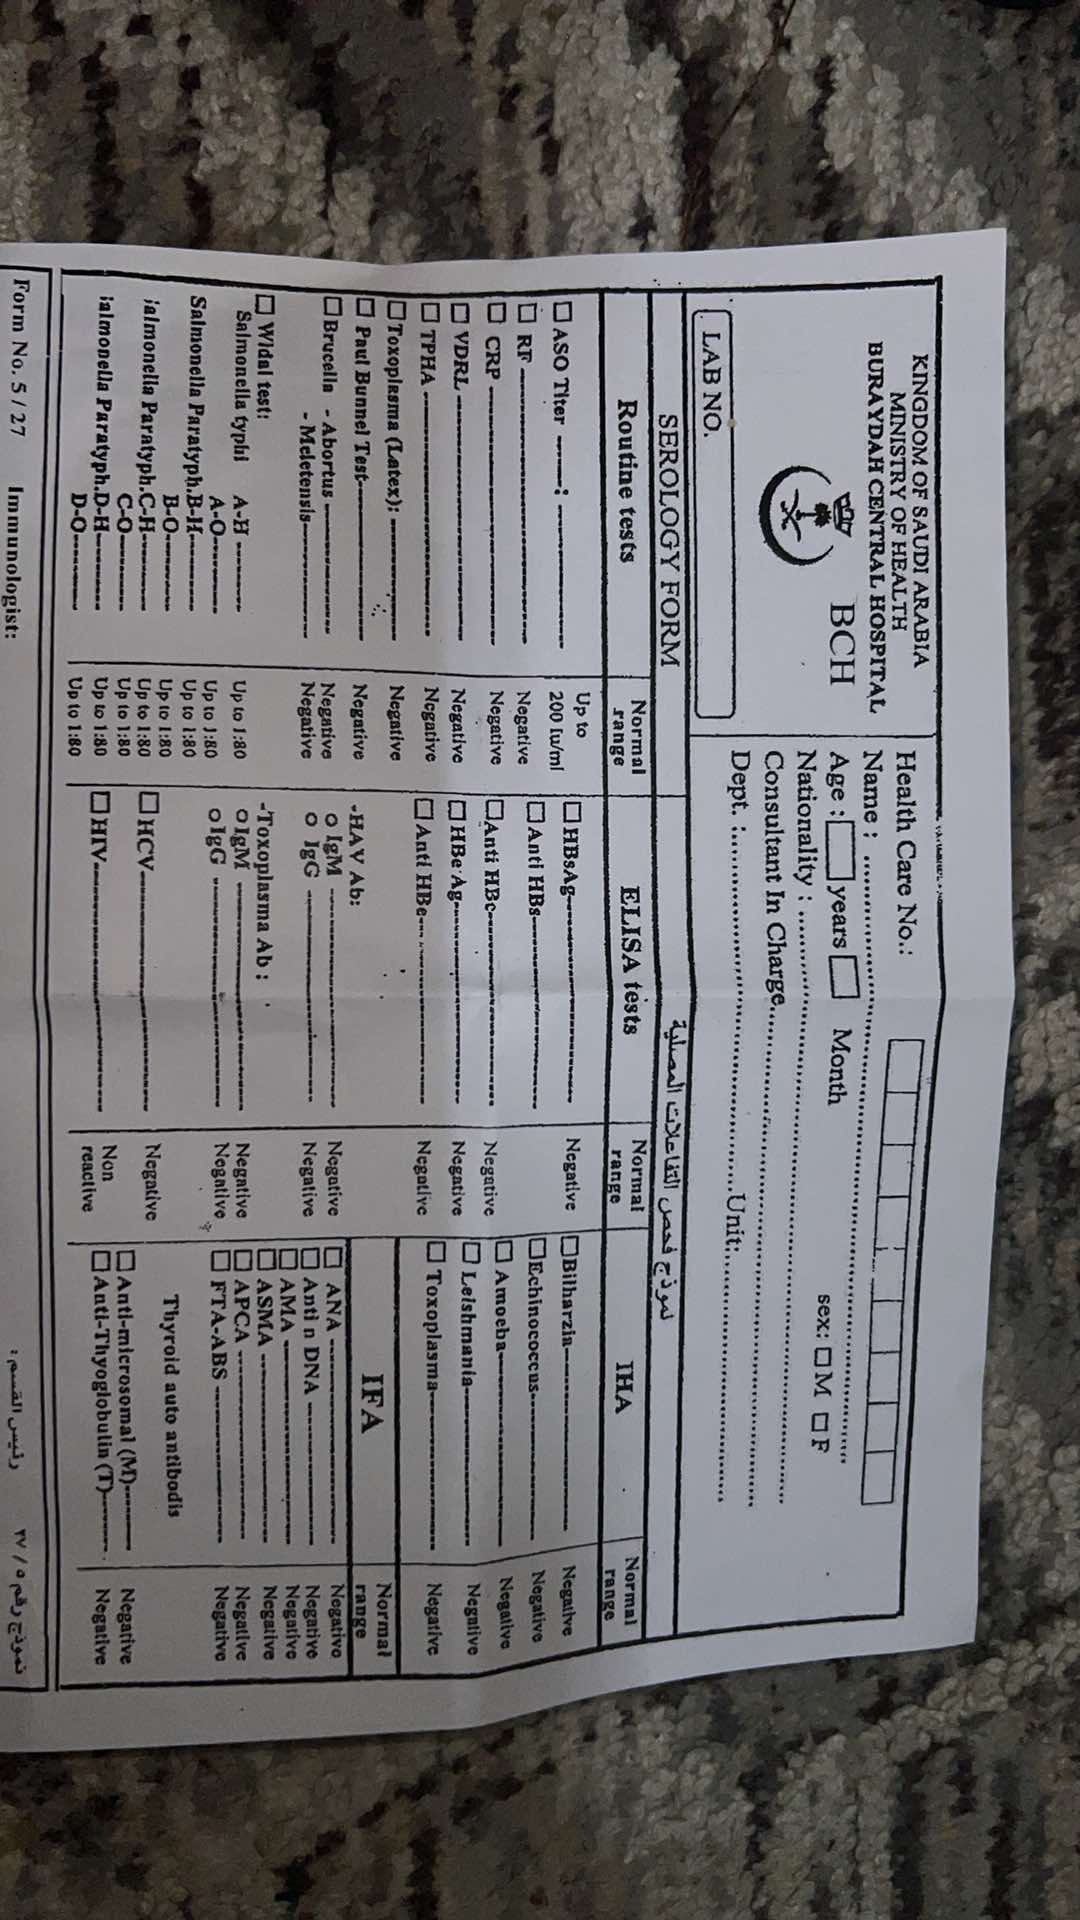 KINGDOM OF SAUDI ARABIA
MINISTRY OF HEALTH
BURAYDAH CENTRAL HOSPITAL
BCH
LAB NO.
Health Care No.:
Name : ..........
Age : years Month sex: M F
Nationality : ..........
Consultant In Charge..........
Dept. :..........Unit:..........
SEROLOGY FORM نموذج فحص التفاعلات المصلية
Routine tests
Normal range
ASO Titer ----: ---------- Up to 200 Iu/ml
RF ---------- Negative
CRP ---------- Negative
VDRL ---------- Negative
TPHA ---------- Negative
Toxoplasma (Latex): ---------- Negative
Paul Bunnel Test---------- Negative
Brucella - Abortus ---------- Negative
- Meletensis---------- Negative
Widal test:
Salmonella typhi A-H ------ Up to 1:80
A-O------ Up to 1:80
Salmonella Paratyph.B-H------ Up to 1:80
B-O------ Up to 1:80
ialmonella Paratyph.C-H------ Up to 1:80
C-O------ Up to 1:80
ialmonella Paratyph.D-H------ Up to 1:80
D-O------ Up to 1:80
ELISA tests
Normal range
HBsAg---------- Negative
Anti HBs----------
Anti HBc---------- Negative
HBe Ag---------- Negative
Anti HBe---------- Negative
-HAV Ab:
o IgM ---------- Negative
o IgG ---------- Negative
-Toxoplasma Ab :
o IgM ---------- Negative
o IgG ---------- Negative
HCV---------- Negative
HIV---------- Non reactive
IHA
Normal range
Bilharzia---------- Negative
Echinococcus---------- Negative
Amoeba---------- Negative
Leishmania---------- Negative
Toxoplasma---------- Negative
IFA
Normal range
ANA ---------- Negative
Anti n DNA ---------- Negative
AMA ---------- Negative
ASMA ---------- Negative
APCA ---------- Negative
FTA-ABS ---------- Negative
Thyroid auto antibodis
Anti-microsomal (M)------ Negative
Anti-Thyoglobutin (T)------ Negative
Form No. 5 / 27 Immunologist: رئيس القسم : نموذج رقم ٥ / ٢٧